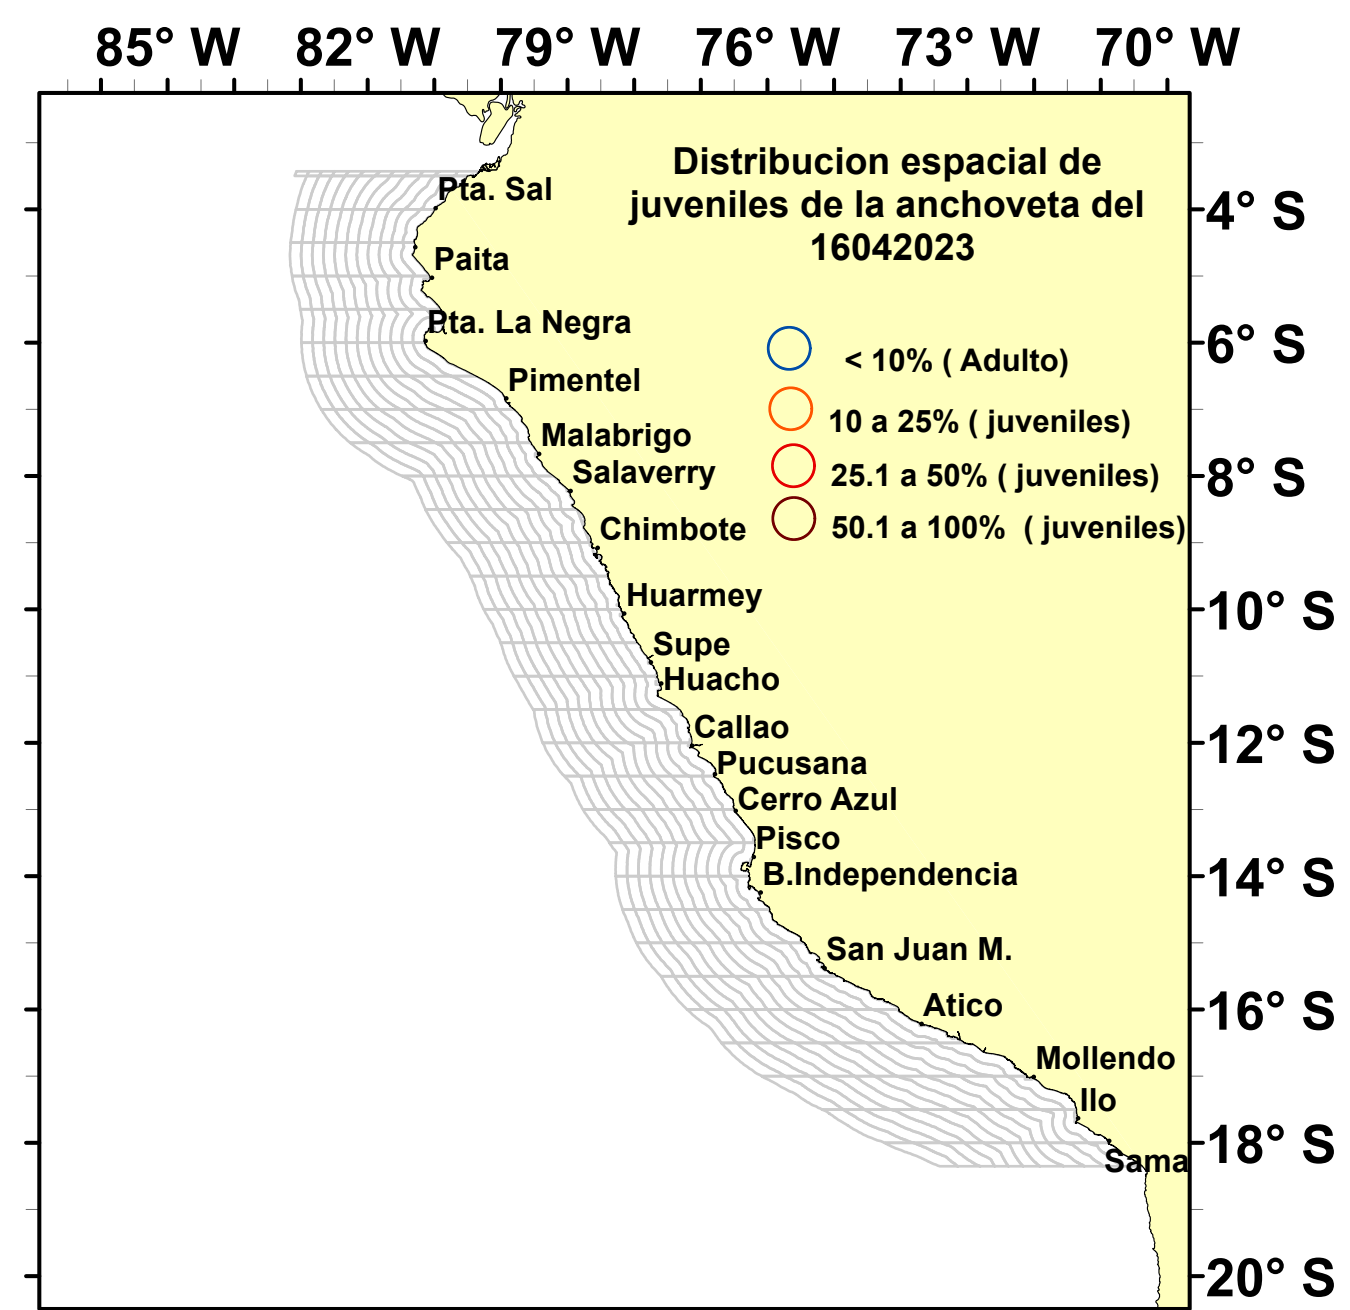 85° W 82° W 79° W 76° W 73° W 70° W
Distribucion espacial de
juveniles de la anchoveta del
16042023
Pta. Sal
4° S
Paita
Pta. La Negra
6° S
< 10% ( Adulto)
Pimentel
10 a 25% ( juveniles)
Malabrigo
Salaverry
25.1 a 50% ( juveniles)
8° S
Chimbote
50.1 a 100% ( juveniles)
Huarmey
10° S
Supe
Huacho
Callao
12° S
Pucusana
Cerro Azul
Pisco
B.Independencia
14° S
San Juan M.
Atico
16° S
Mollendo
Ilo
18° S
Sama
20° S